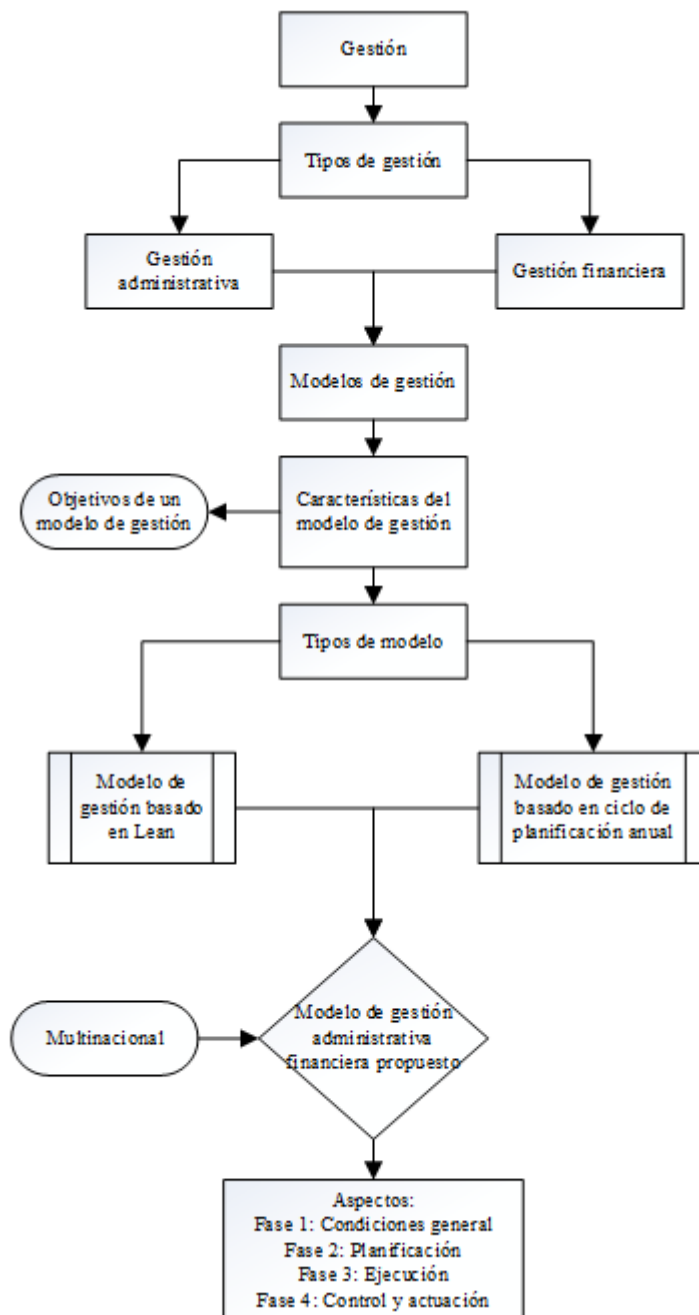 Gestión
Tipos de gestión
Gestión
administrativa
Gestión financiera
Modelos de gestión
Objetivos de un
modelo de gestión
Característícas del
modelo de gestión
Tipos de modelo
Modelo de
gestión basado
en Lean
Modelo de gestión
basado en ciclo de
planificación anual
Multinacional
Modelo de gestión
administrativa
financiera propuesto
Aspectos:
Fase 1: Condiciones general
Fase 2: Planificación
Fase 3: Ejecución
Fase 4: Control y actuación